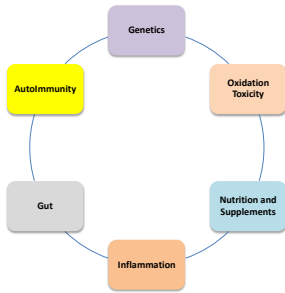 Genetics
Oxidation
Toxicity
Nutrition and
Supplements
Inflammation
Gut
AutoImmunity